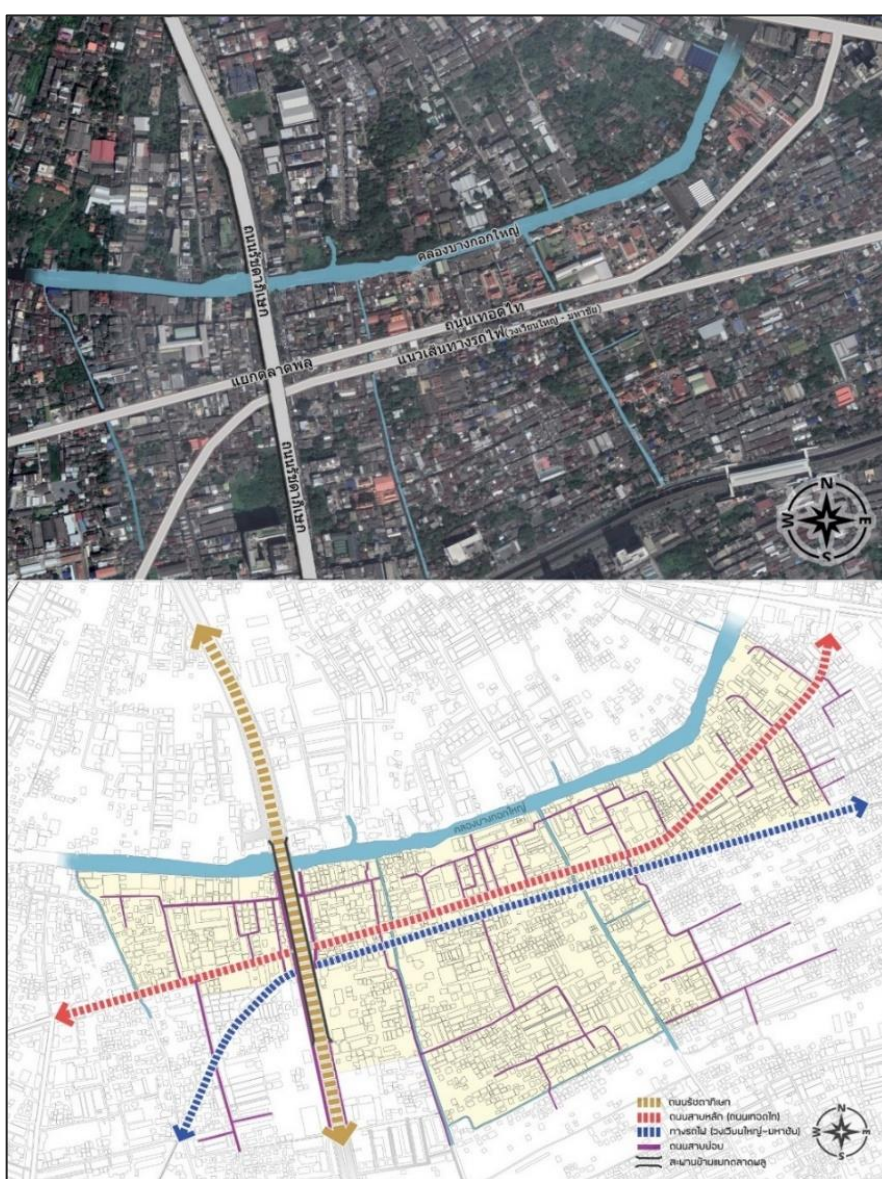 คลองบางกอกใหญ่
ถนนรัชดาภิเษก
ถนนเทอดไท
แนวเส้นทางรถไฟ(วงเวียนใหญ่ - มหาชัย)
แยกตลาดพลู
ถนนรัชดาภิเษก
N
W
E
S
คลองบางกอกใหญ่
ถนนรัชดาภิเษก
ถนนสายหลัก (ถนนเทอดไท)
ทางรถไฟ (วงเวียนใหญ่-มหาชัย)
ถนนสายย่อย
สะพานข้ามแยกตลาดพลู
N
W
E
S